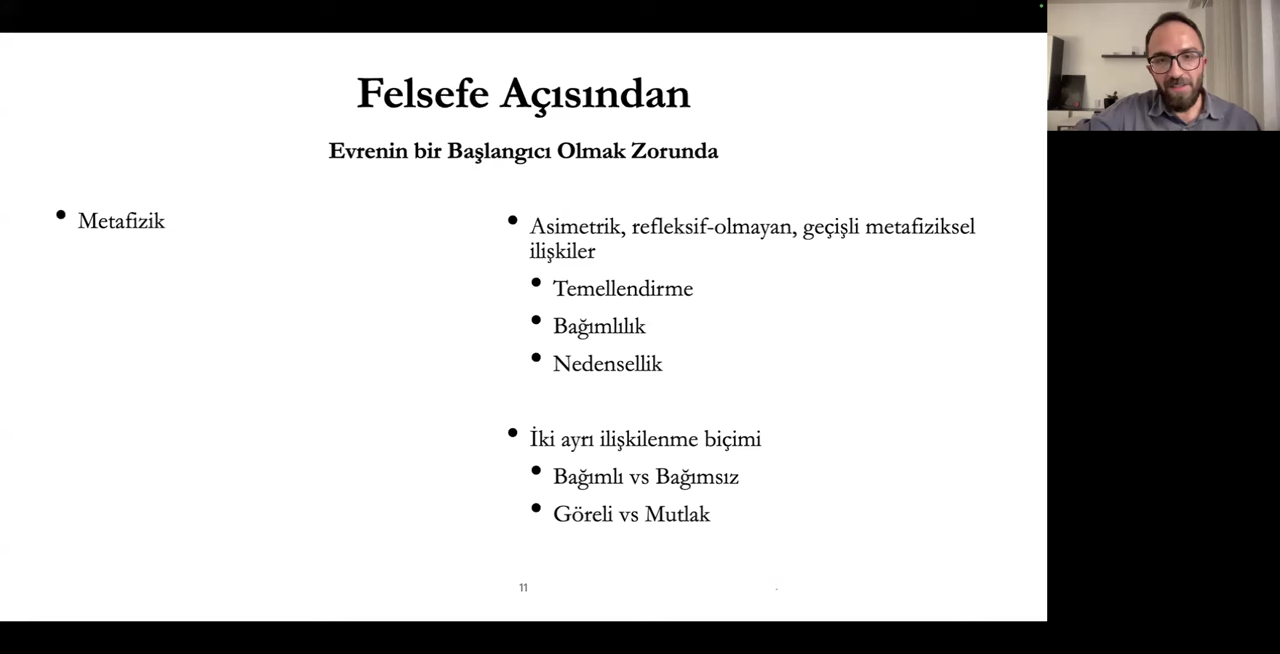 Felsefe Açısından
Evrenin bir Başlangıcı Olmak Zorunda
• Metafizik
• Asimetrik, refleksif-olmayan, geçişli metafiziksel
ilişkiler
• Temellendirme
• Bağımlılık
• Nedensellik
• İki ayrı ilişkilenme biçimi
• Bağımlı vs Bağımsız
• Göreli vs Mutlak
11